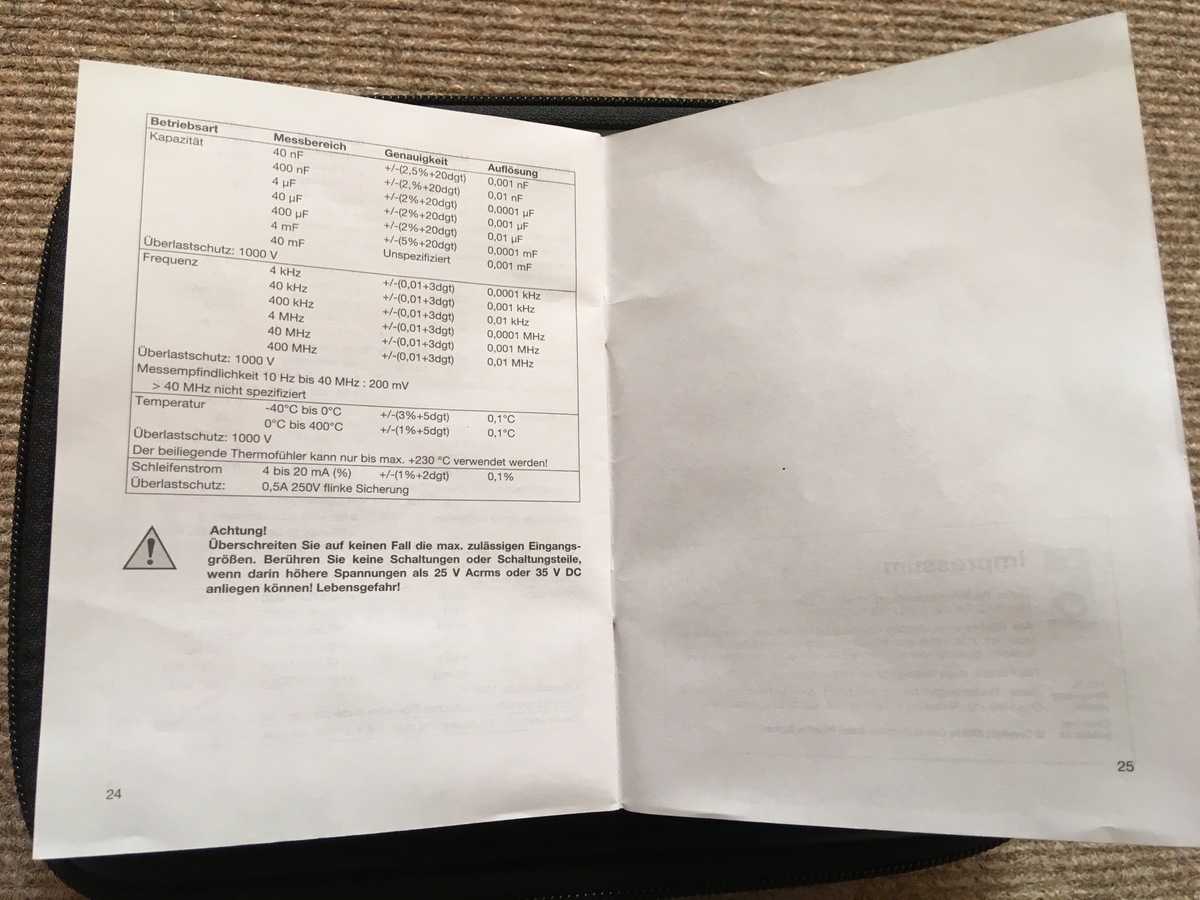 Betriebsart Messbereich Genauigkeit Auflösung
Kapazität 40 nF +/-(2,5%+20dgt) 0,001 nF
400 nF +/-(2,%+20dgt) 0,01 nF
4 µF +/-(2%+20dgt) 0,0001 µF
40 µF +/-(2%+20dgt) 0,001 µF
400 µF +/-(2%+20dgt) 0,01 µF
4 mF +/-(5%+20dgt) 0,0001 mF
40 mF Unspezifiziert 0,001 mF
Überlastschutz: 1000 V
Frequenz 4 kHz +/-(0,01+3dgt) 0,0001 kHz
40 kHz +/-(0,01+3dgt) 0,001 kHz
400 kHz +/-(0,01+3dgt) 0,01 kHz
4 MHz +/-(0,01+3dgt) 0,0001 MHz
40 MHz +/-(0,01+3dgt) 0,001 MHz
400 MHz +/-(0,01+3dgt) 0,01 MHz
Überlastschutz: 1000 V
Messempfindlichkeit 10 Hz bis 40 MHz : 200 mV
> 40 MHz nicht spezifiert
Temperatur -40°C bis 0°C +/-(3%+5dgt) 0,1°C
0°C bis 400°C +/-(1%+5dgt) 0,1°C
Überlastschutz: 1000 V
Der beiliegende Thermofühler kann nur bis max. +230 °C verwendet werden!
Schleifenstrom 4 bis 20 mA (%) +/-(1%+2dgt) 0,1%
Überlastschutz: 0,5A 250V flinke Sicherung
Achtung!
Überschreiten Sie auf keinen Fall die max. zulässigen Eingangs-
größen. Berühren Sie keine Schaltungen oder Schaltungsteile,
wenn darin höhere Spannungen als 25 V Acrms oder 35 V DC
anliegen können! Lebensgefahr!
24
Impressum
25